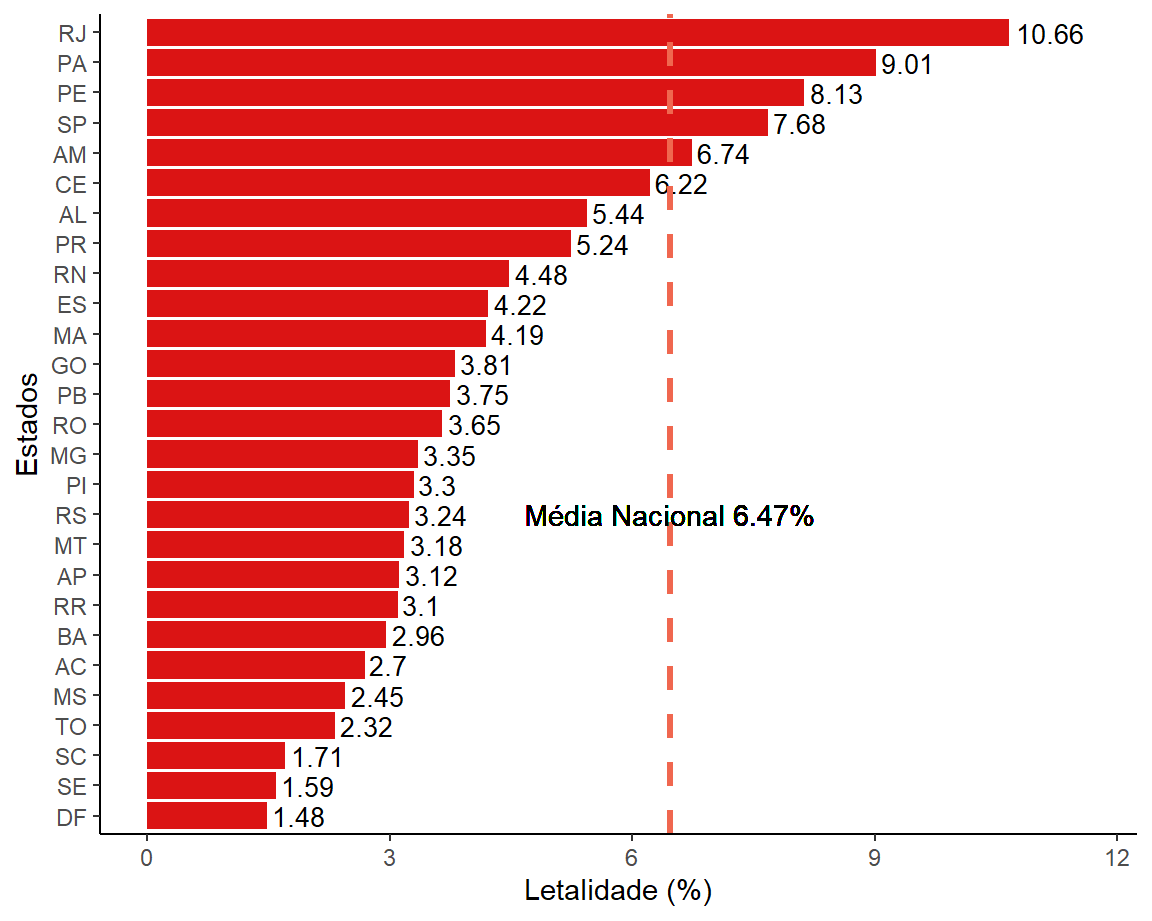 RJ 10.66
PA 9.01
PE 8.13
SP 7.68
AM 6.74
CE 6.22
AL 5.44
PR 5.24
RN 4.48
ES 4.22
MA 4.19
GO 3.81
PB 3.75
RO 3.65
MG 3.35
PI 3.3
RS 3.24 Média Nacional 6.47%
MT 3.18
AP 3.12
RR 3.1
BA 2.96
AC 2.7
MS 2.45
TO 2.32
SC 1.71
SE 1.59
DF 1.48
Estados
0 3 6 9 12
Letalidade (%)